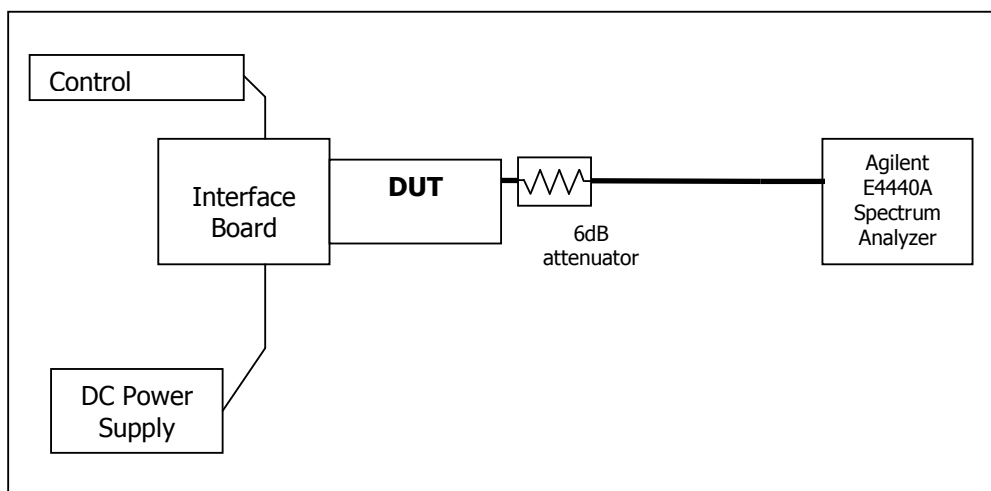 Control
Interface
Board
DUT
6dB
attenuator
Agilent
E4440A
Spectrum
Analyzer
DC Power
Supply